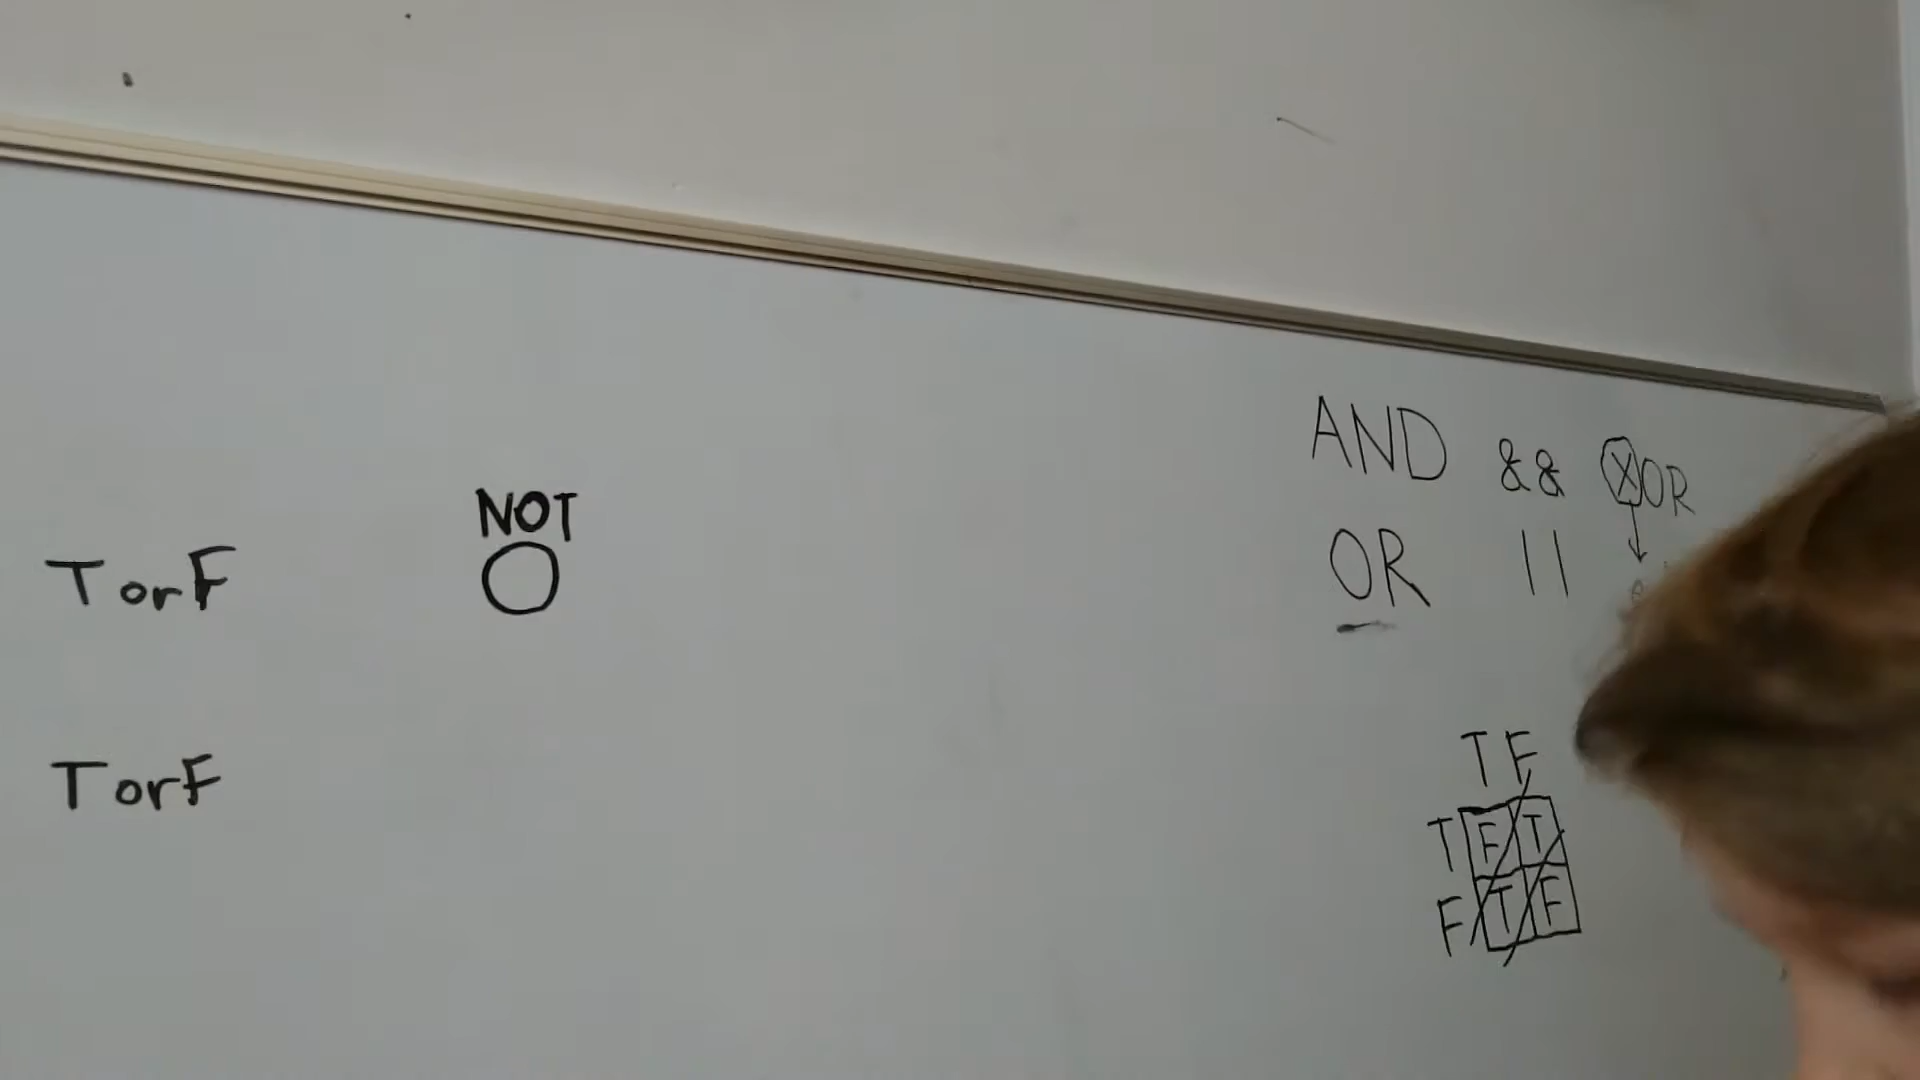 NOT
T or F
T or F
AND && XOR
OR ||
T F
T F T
F T F